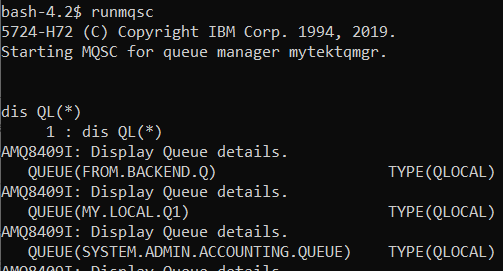 bash-4.2$ runmqsc
5724-H72 (C) Copyright IBM Corp. 1994, 2019.
Starting MQSC for queue manager mytektqmgr.
dis QL(*)
1 : dis QL(*)
AMQ8409I: Display Queue details.
QUEUE(FROM.BACKEND.Q) TYPE(QLOCAL)
AMQ8409I: Display Queue details.
QUEUE(MY.LOCAL.Q1) TYPE(QLOCAL)
AMQ8409I: Display Queue details.
QUEUE(SYSTEM.ADMIN.ACCOUNTING.QUEUE) TYPE(QLOCAL)
AMQ8409I: Display Queue details.